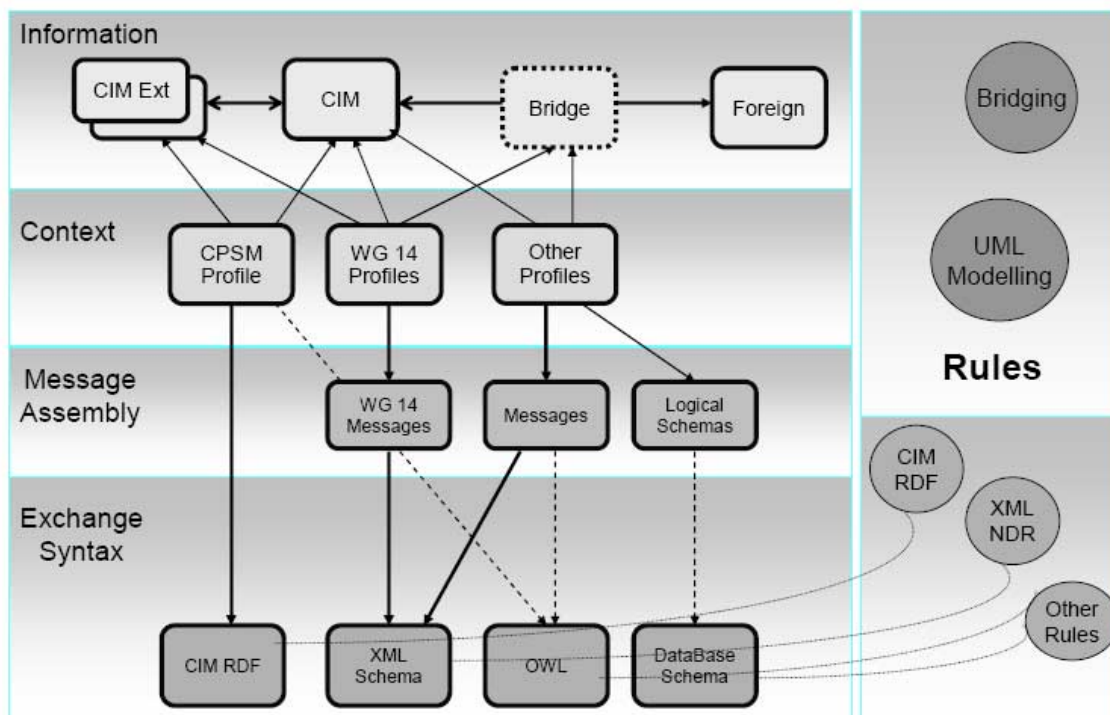 Information
CIM Ext
CIM
Bridge
Foreign
Context
CPSM
Profile
WG 14
Profiles
Other
Profiles
Message
Assembly
WG 14
Messages
Messages
Logical
Schemas
Exchange
Syntax
CIM RDF
XML
Schema
OWL
DataBase
Schema
Bridging
UML
Modelling
Rules
CIM
RDF
XML
NDR
Other
Rules